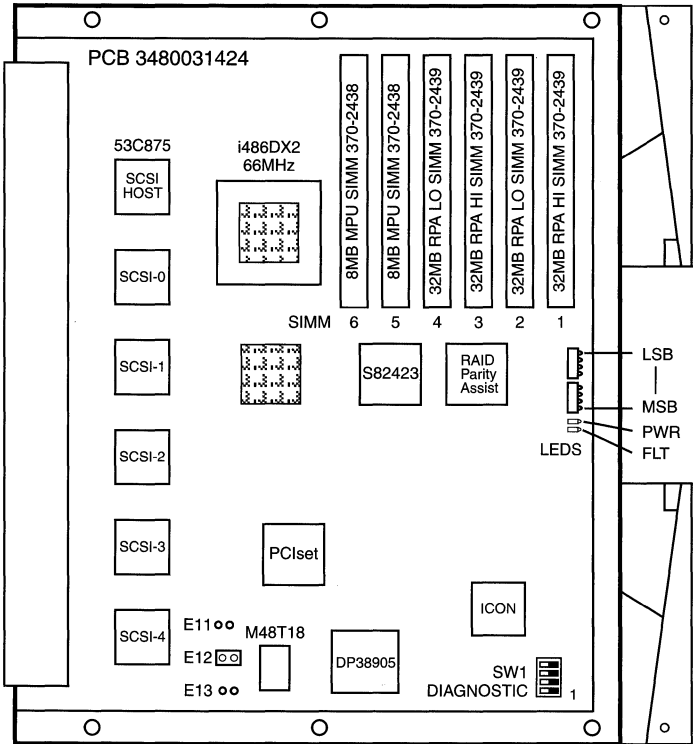 PCB 3480031424
53C875
SCSI
HOST
i486DX2
66MHz
8MB MPU SIMM 370-2438
8MB MPU SIMM 370-2438
32MB RPA LO SIMM 370-2439
32MB RPA HI SIMM 370-2439
32MB RPA LO SIMM 370-2439
32MB RPA HI SIMM 370-2439
SCSI-0
SIMM 6 5 4 3 2 1
SCSI-1
S82423
RAID
Parity
Assist
LSB
MSB
PWR
FLT
LEDS
SCSI-2
SCSI-3
PCIset
ICON
SCSI-4
E11
M48T18
E12
E13
DP38905
SW1
DIAGNOSTIC 1